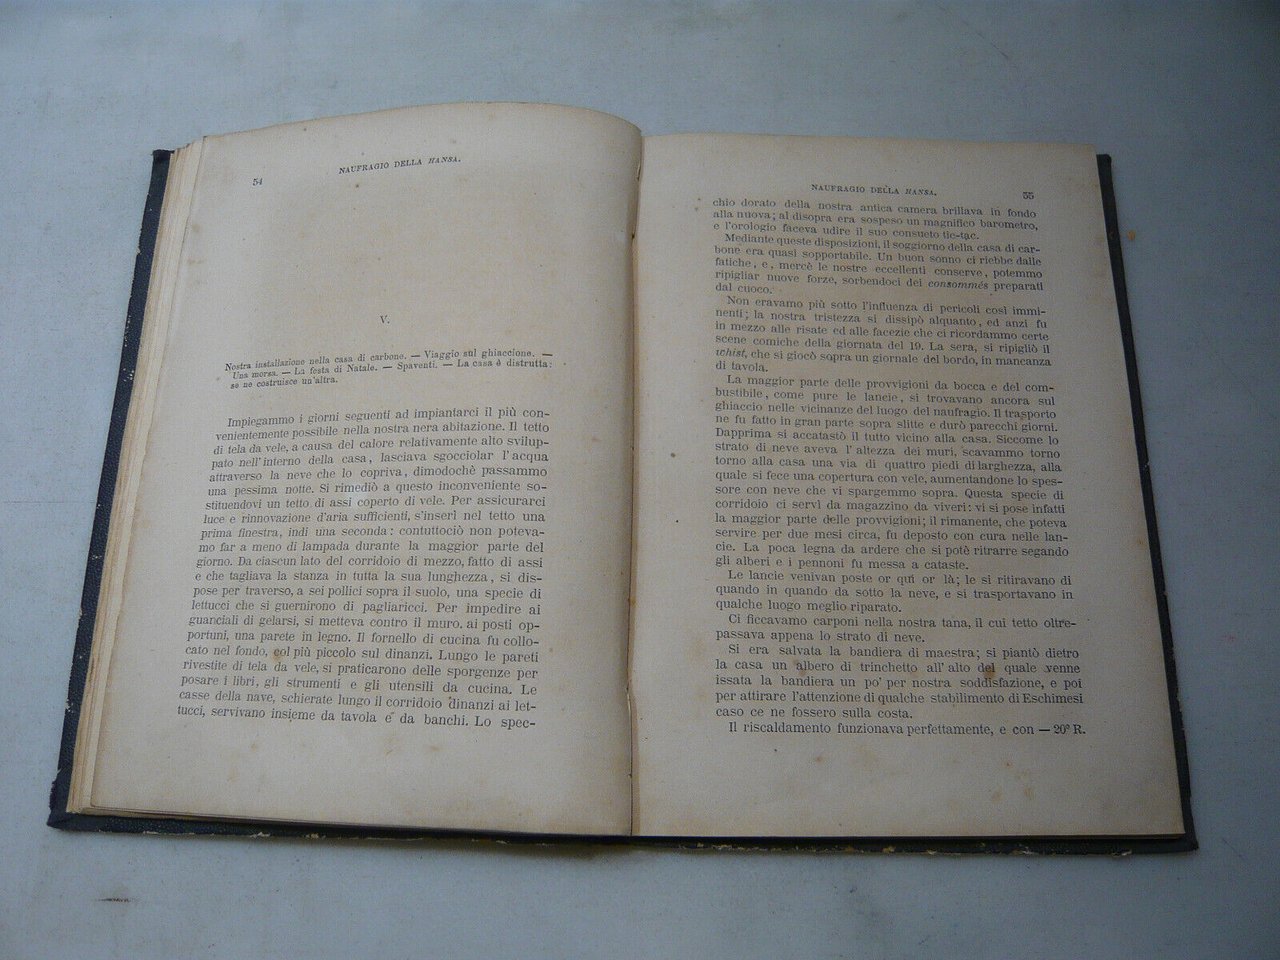 54
NAUFRAGIO DELLA HANSA.
V.
Nostra installazione nella casa di carbone. — Viaggio sul ghiaccione. —
Una morsa. — La festa di Natale. — Spaventi. — La casa è distrutta:
se ne costruisce un'altra.
Impiegammo i giorni seguenti ad impiantarci il più con-
venientemente possibile nella nostra nera abitazione. Il tetto
di tela da vele, a causa del calore relativamente alto svilup-
pato nell'interno della casa, lasciava sgocciolar l'acqua
attraverso la neve che lo copriva, dimodochè passammo
una pessima notte. Si rimediò a questo inconveniente so-
stituendovi un tetto di assi coperto di vele. Per assicurarci
luce e rinnovazione d'aria sufficienti, s'inserì nel tetto una
prima finestra, indi una seconda: contuttociò non poteva-
mo far a meno di lampada durante la maggior parte del
giorno. Da ciascun lato del corridoio di mezzo, fatto di assi
e che tagliava la stanza in tutta la sua lunghezza, si dis-
pose per traverso, a sei pollici sopra il suolo, una specie di
lettucci che si guernirono di pagliaricci. Per impedire ai
guanciali di gelarsi, si metteva contro il muro. ai posti op-
portuni, una parete in legno. Il fornello di cucina fu collo-
cato nel fondo, col più piccolo sul dinanzi. Lungo le pareti
rivestite di tela da vele, si praticarono delle sporgenze per
posare i libri, gli strumenti e gli utensili da cucina. Le
casse della nave, schierate lungo il corridoio dinanzi ai let-
tucci, servivano insieme da tavola e da banchi. Lo spec-
NAUFRAGIO DELLA HANSA.
55
chio dorato della nostra antica camera brillava in fondo
alla nuova; al disopra era sospeso un magnifico barometro,
e l'orologio faceva udire il suo consueto tic-tac.
Mediante queste disposizioni, il soggiorno della casa di car-
bone era quasi sopportabile. Un buon sonno ci riebbe dalle
fatiche, e, mercè le nostre eccellenti conserve, potemmo
ripigliar nuove forze, sorbendoci dei consommés preparati
dal cuoco.
Non eravamo più sotto l'influenza di pericoli così immi-
nenti; la nostra tristezza si dissipò alquanto, ed anzi fu
in mezzo alle risate ed alle facezie che ci ricordammo certe
scene comiche della giornata del 19. La sera, si ripigliò il
whist, che si giocò sopra un giornale del bordo, in mancanza
di tavola.
La maggior parte delle provvigioni da bocca e del com-
bustibile, come pure le lancie, si trovavano ancora sul
ghiaccio nelle vicinanze del luogo del naufragio. Il trasporto
ne fu fatto in gran parte sopra slitte e durò parecchi giorni.
Dapprima si accatastò il tutto vicino alla casa. Siccome lo
strato di neve aveva l'altezza dei muri, scavammo torno
torno alla casa una via di quattro piedi di larghezza, alla
quale si fece una copertura con vele, aumentandone lo spes-
sore con neve che vi spargemmo sopra. Questa specie di
corridoio ci servì da magazzino da viveri: vi si pose infatti
la maggior parte delle provvigioni; il rimanente, che poteva
servire per due mesi circa, fu deposto con cura nelle lan-
cie. La poca legna da ardere che si potè ritrarre segando
gli alberi e i pennoni fu messa a cataste.
Le lancie venivan poste or quì or là; le si ritiravano di
quando in quando da sotto la neve, e si trasportavano in
qualche luogo meglio riparato.
Ci ficcavamo carponi nella nostra tana, il cui tetto oltre-
passava appena lo strato di neve.
Si era salvata la bandiera di maestra; si piantò dietro
la casa un albero di trinchetto all'alto del quale venne
issata la bandiera un po' per nostra soddisfazione, e poi
per attirare l'attenzione di qualche stabilimento di Eschimesi
caso ce ne fossero sulla costa.
Il riscaldamento funzionava perfettamente, e con — 20° R.